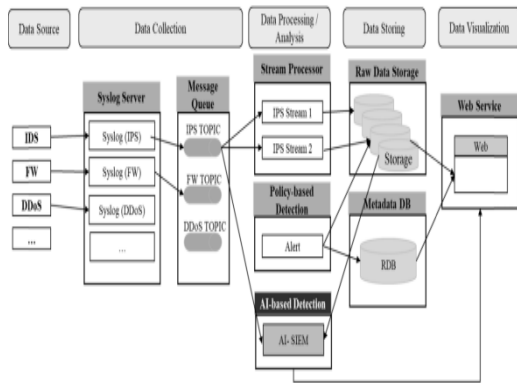 Data Source
Data Collection
Data Processing /
Analysis
Data Storing
Data Visualization
Syslog Server
Message
Queue
Stream Processor
Raw Data Storage
Web Service
IDS
FW
DDoS
...
Syslog (IPS)
Syslog (FW)
Syslog (DDoS)
...
IPS TOPIC
FW TOPIC
DDoS TOPIC
IPS Stream 1
IPS Stream 2
Storage
Web
Policy-based
Detection
Alert
Metadata DB
RDB
AI-based Detection
AI- SIEM